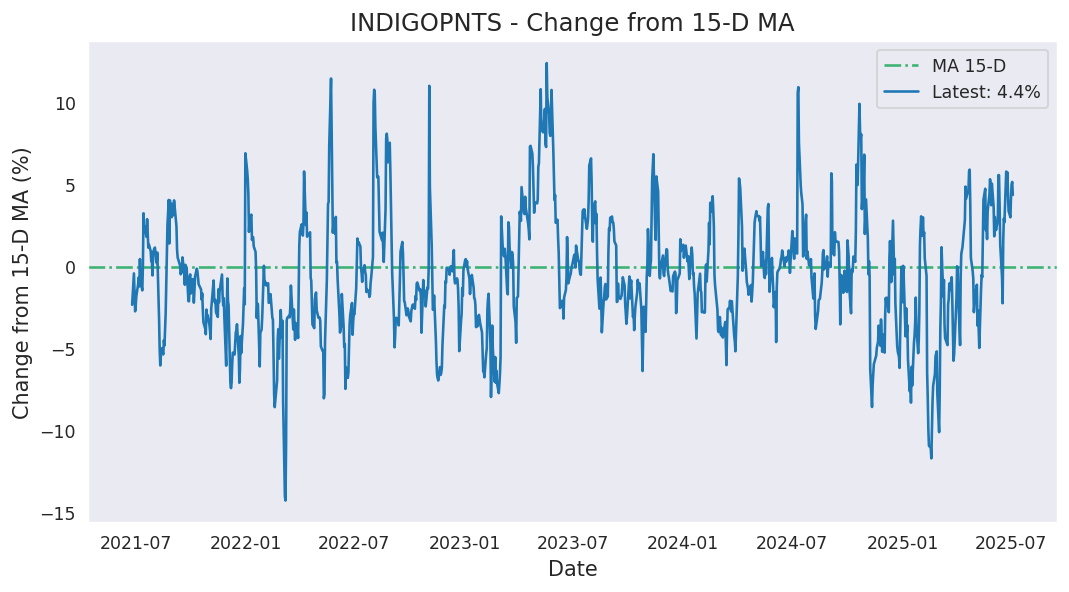 INDIGOPNTS - Change from 15-D MA
MA 15-D
Latest: 4.4%
Change from 15-D MA (%)
10
5
0
−5
−10
−15
2021-07 2022-01 2022-07 2023-01 2023-07 2024-01 2024-07 2025-01 2025-07
Date